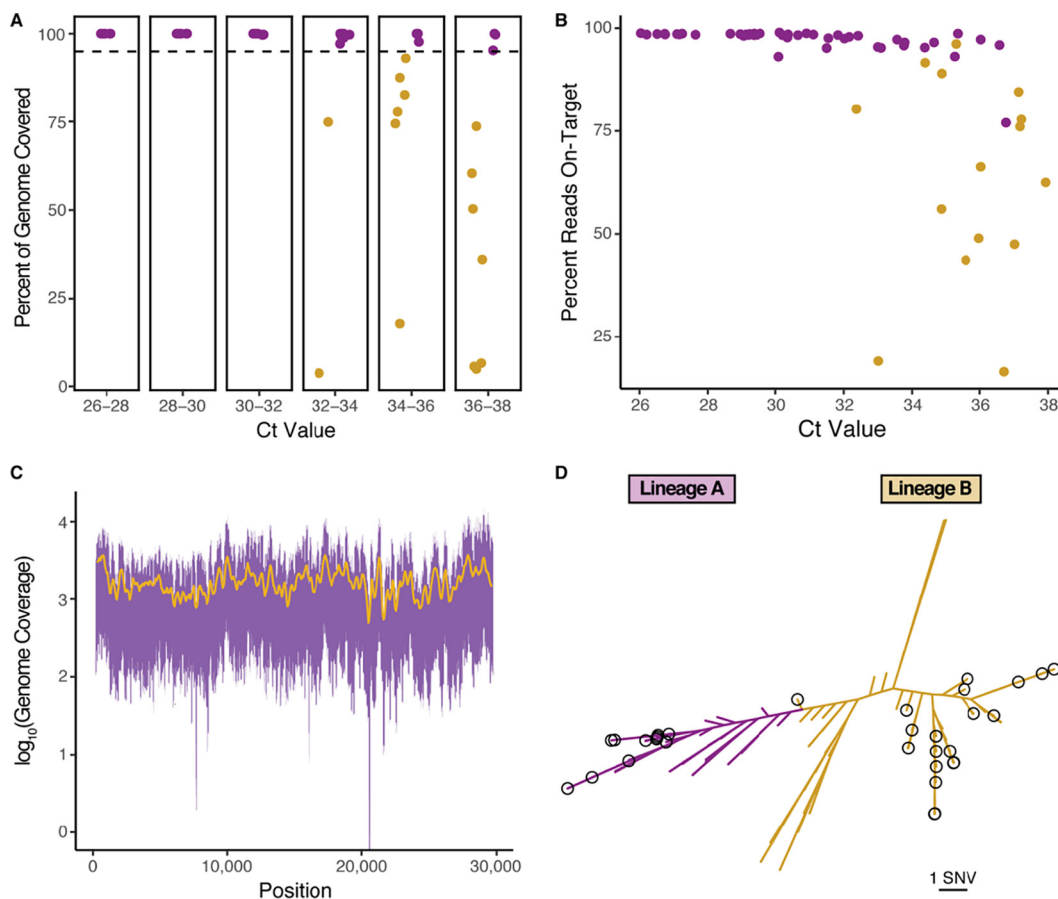 A
Percent of Genome Covered
100
75
50
25
0
26–28
28–30
30–32
32–34
34–36
36–38
Ct Value
B
Percent Reads On-Target
100
75
50
25
26
28
30
32
34
36
38
Ct Value
C
log10(Genome Coverage)
4
3
2
1
0
0
10,000
20,000
30,000
Position
D
Lineage A
Lineage B
1 SNV